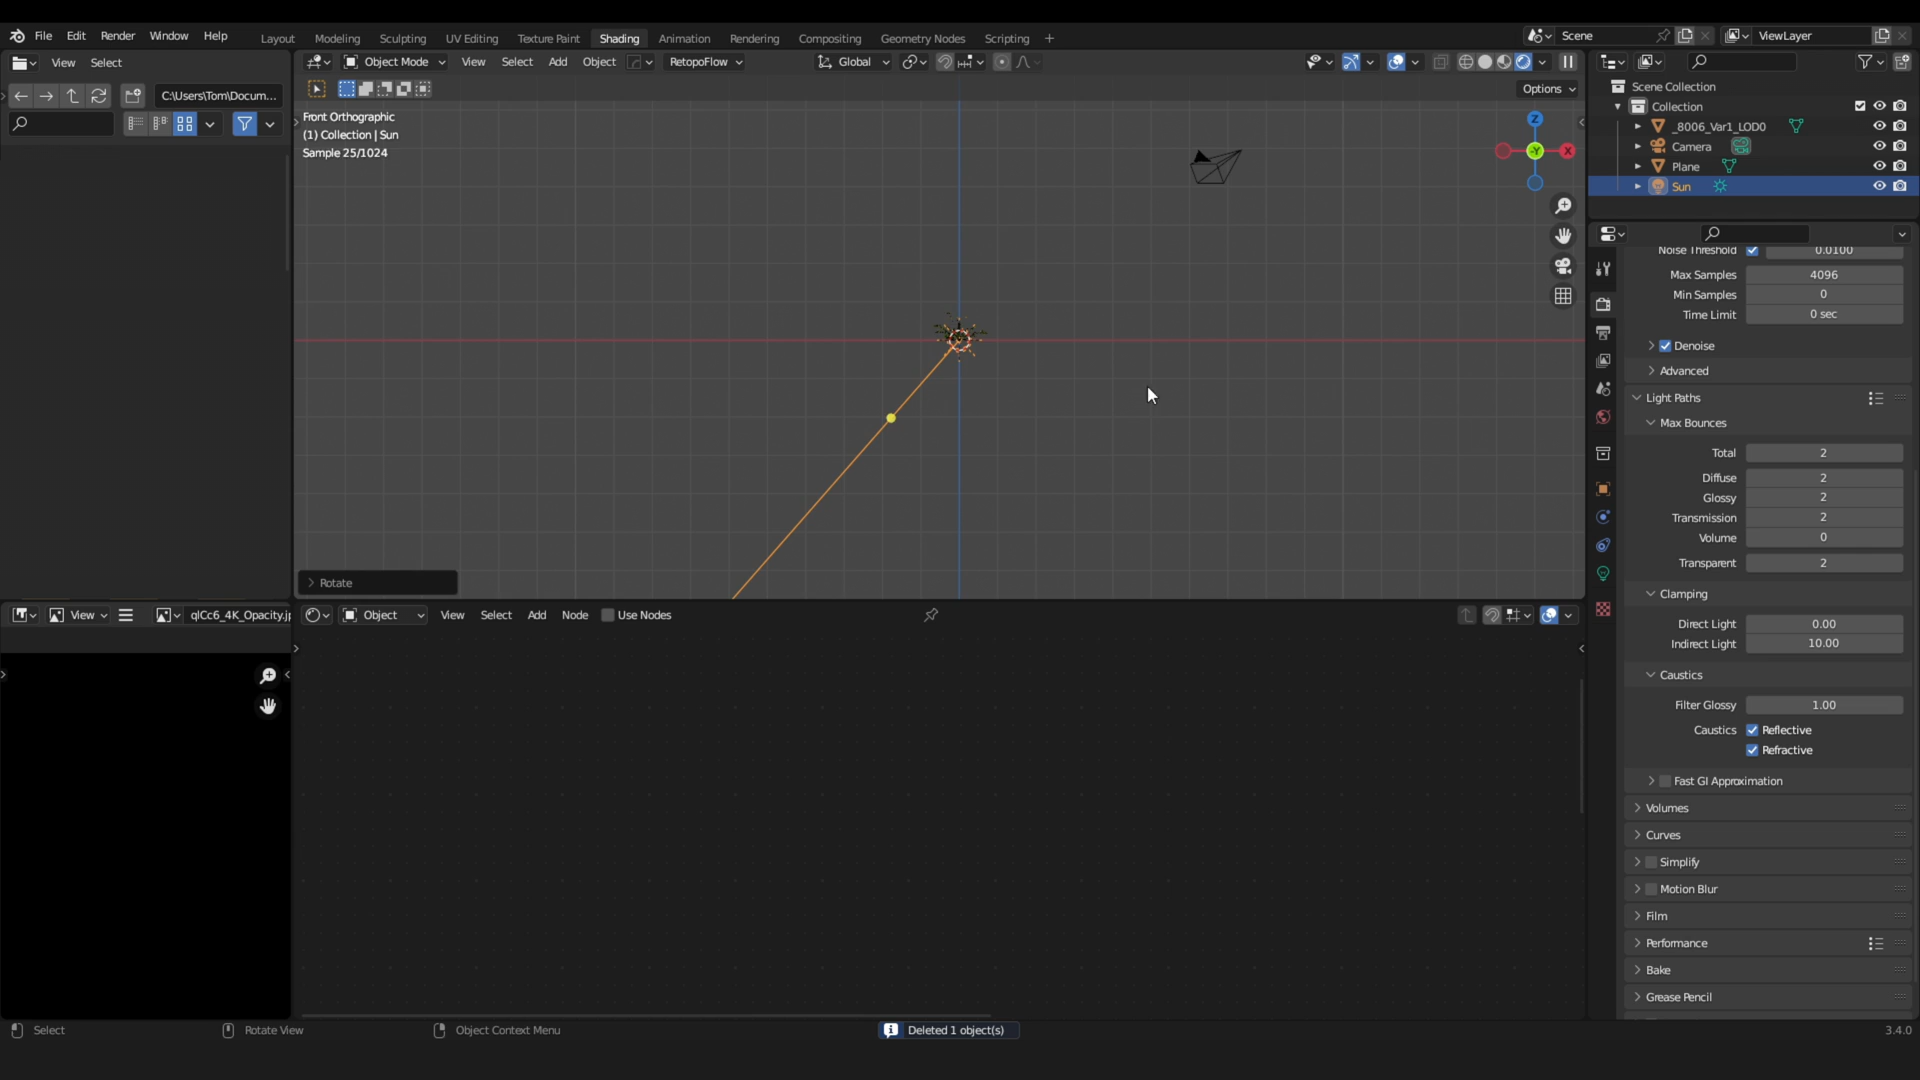 File Edit Render Window Help
Layout Modeling Sculpting UV Editing Texture Paint Shading Animation Rendering Compositing Geometry Nodes Scripting +
Scene
ViewLayer
View Select
Object Mode View Select Add Object RetopoFlow
Global
C:\Users\Tom\Docum...
Options
Front Orthographic
(1) Collection | Sun
Sample 25/1024
Z
-Y
X
Rotate
Scene Collection
Collection
_8006_Var1_LOD0
Camera
Plane
Sun
Noise Threshold 0.0100
Max Samples 4096
Min Samples 0
Time Limit 0 sec
Denoise
Advanced
Light Paths
Max Bounces
Total 2
Diffuse 2
Glossy 2
Transmission 2
Volume 0
Transparent 2
Clamping
Direct Light 0.00
Indirect Light 10.00
Caustics
Filter Glossy 1.00
Caustics Reflective
Refractive
Fast GI Approximation
Volumes
Curves
Simplify
Motion Blur
Film
Performance
Bake
Grease Pencil
View qlCc6_4K_Opacity.j
Object View Select Add Node Use Nodes
Select Rotate View Object Context Menu
Deleted 1 object(s)
3.4.0